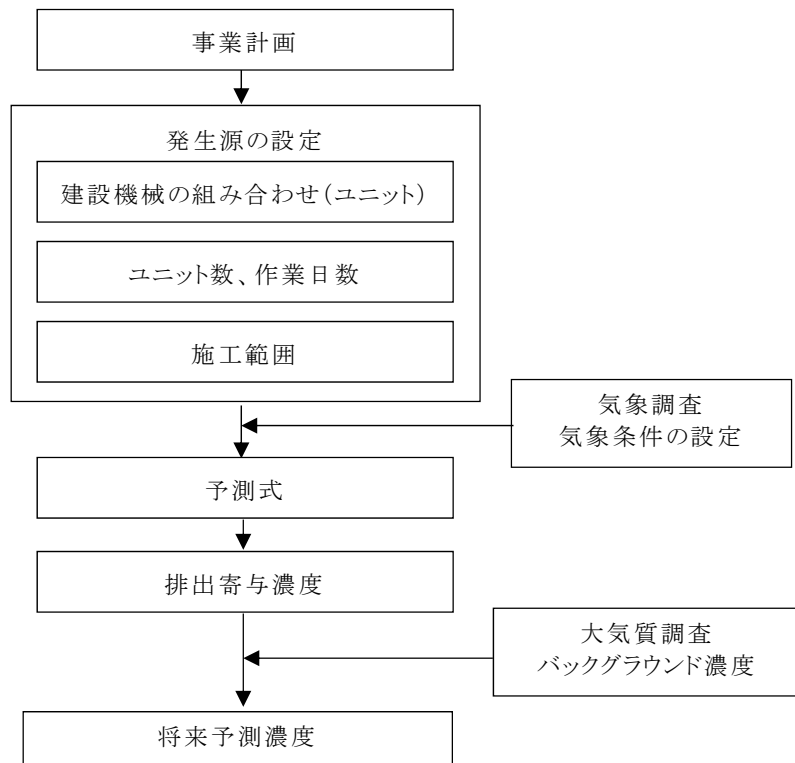 事業計画
発生源の設定
建設機械の組み合わせ(ユニット)
ユニット数、作業日数
施工範囲
気象調査
気象条件の設定
予測式
排出寄与濃度
大気質調査
バックグラウンド濃度
将来予測濃度